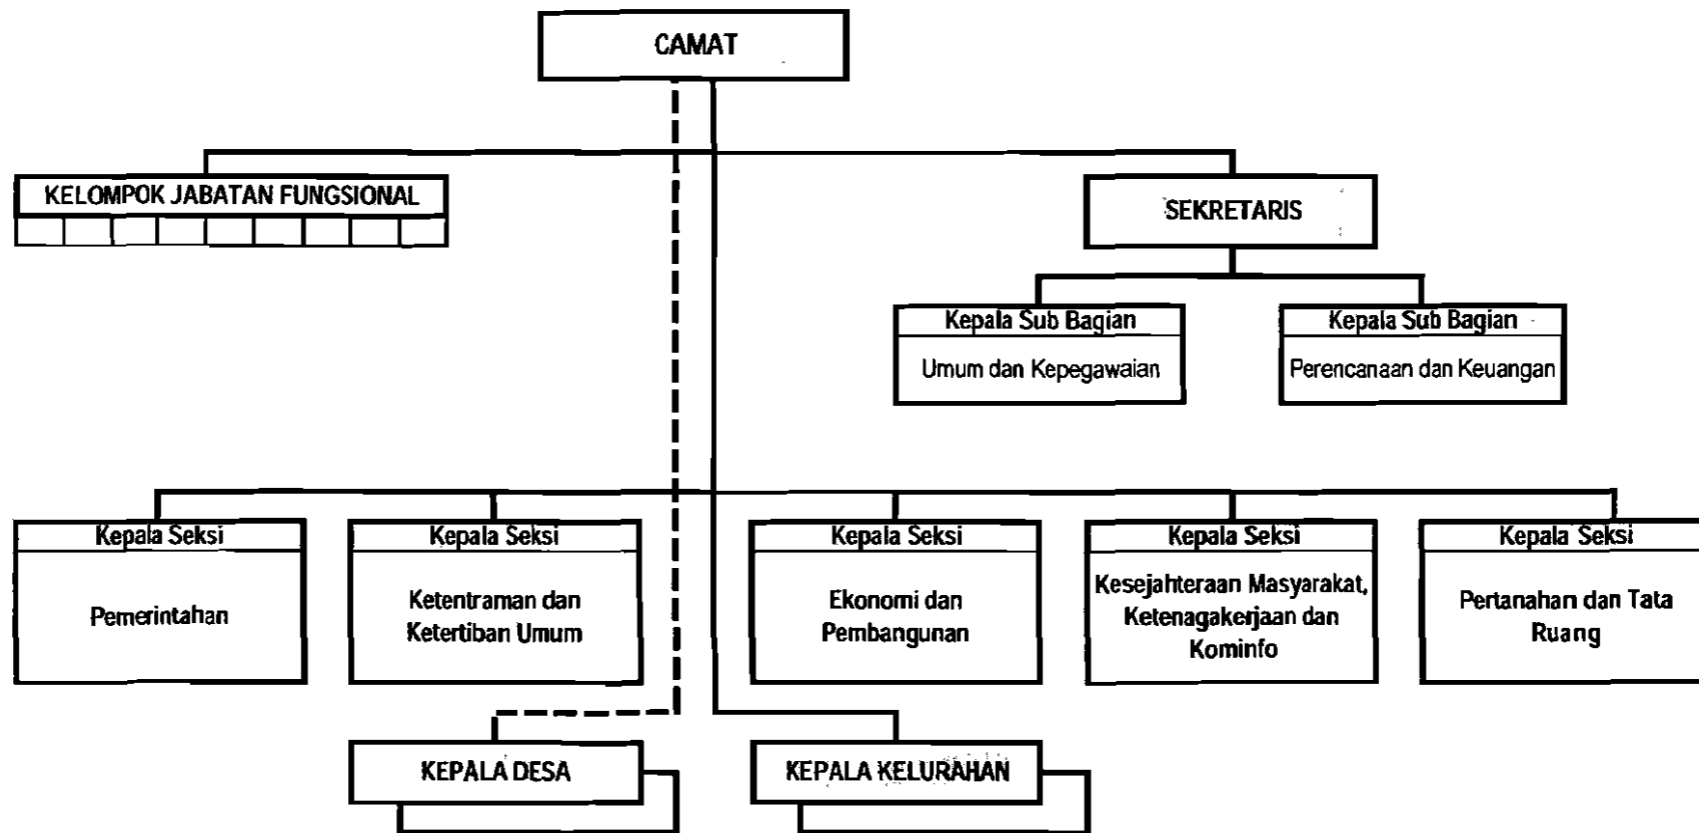 CAMAT
KELOMPOK JABATAN FUNGSIONAL
SEKRETARIS
Kepala Sub Bagian
Umum dan Kepegawaian
Kepala Sub Bagian
Perencanaan dan Keuangan
Kepala Seksi
Pemerintahan
Kepala Seksi
Ketentraman dan
Ketertiban Umum
Kepala Seksi
Ekonomi dan
Pembangunan
Kepala Seksi
Kesejahteraan Masyarakat,
Ketenagakerjaan dan
Kominfo
Kepala Seksi
Pertanahan dan Tata
Ruang
KEPALA DESA
KEPALA KELURAHAN